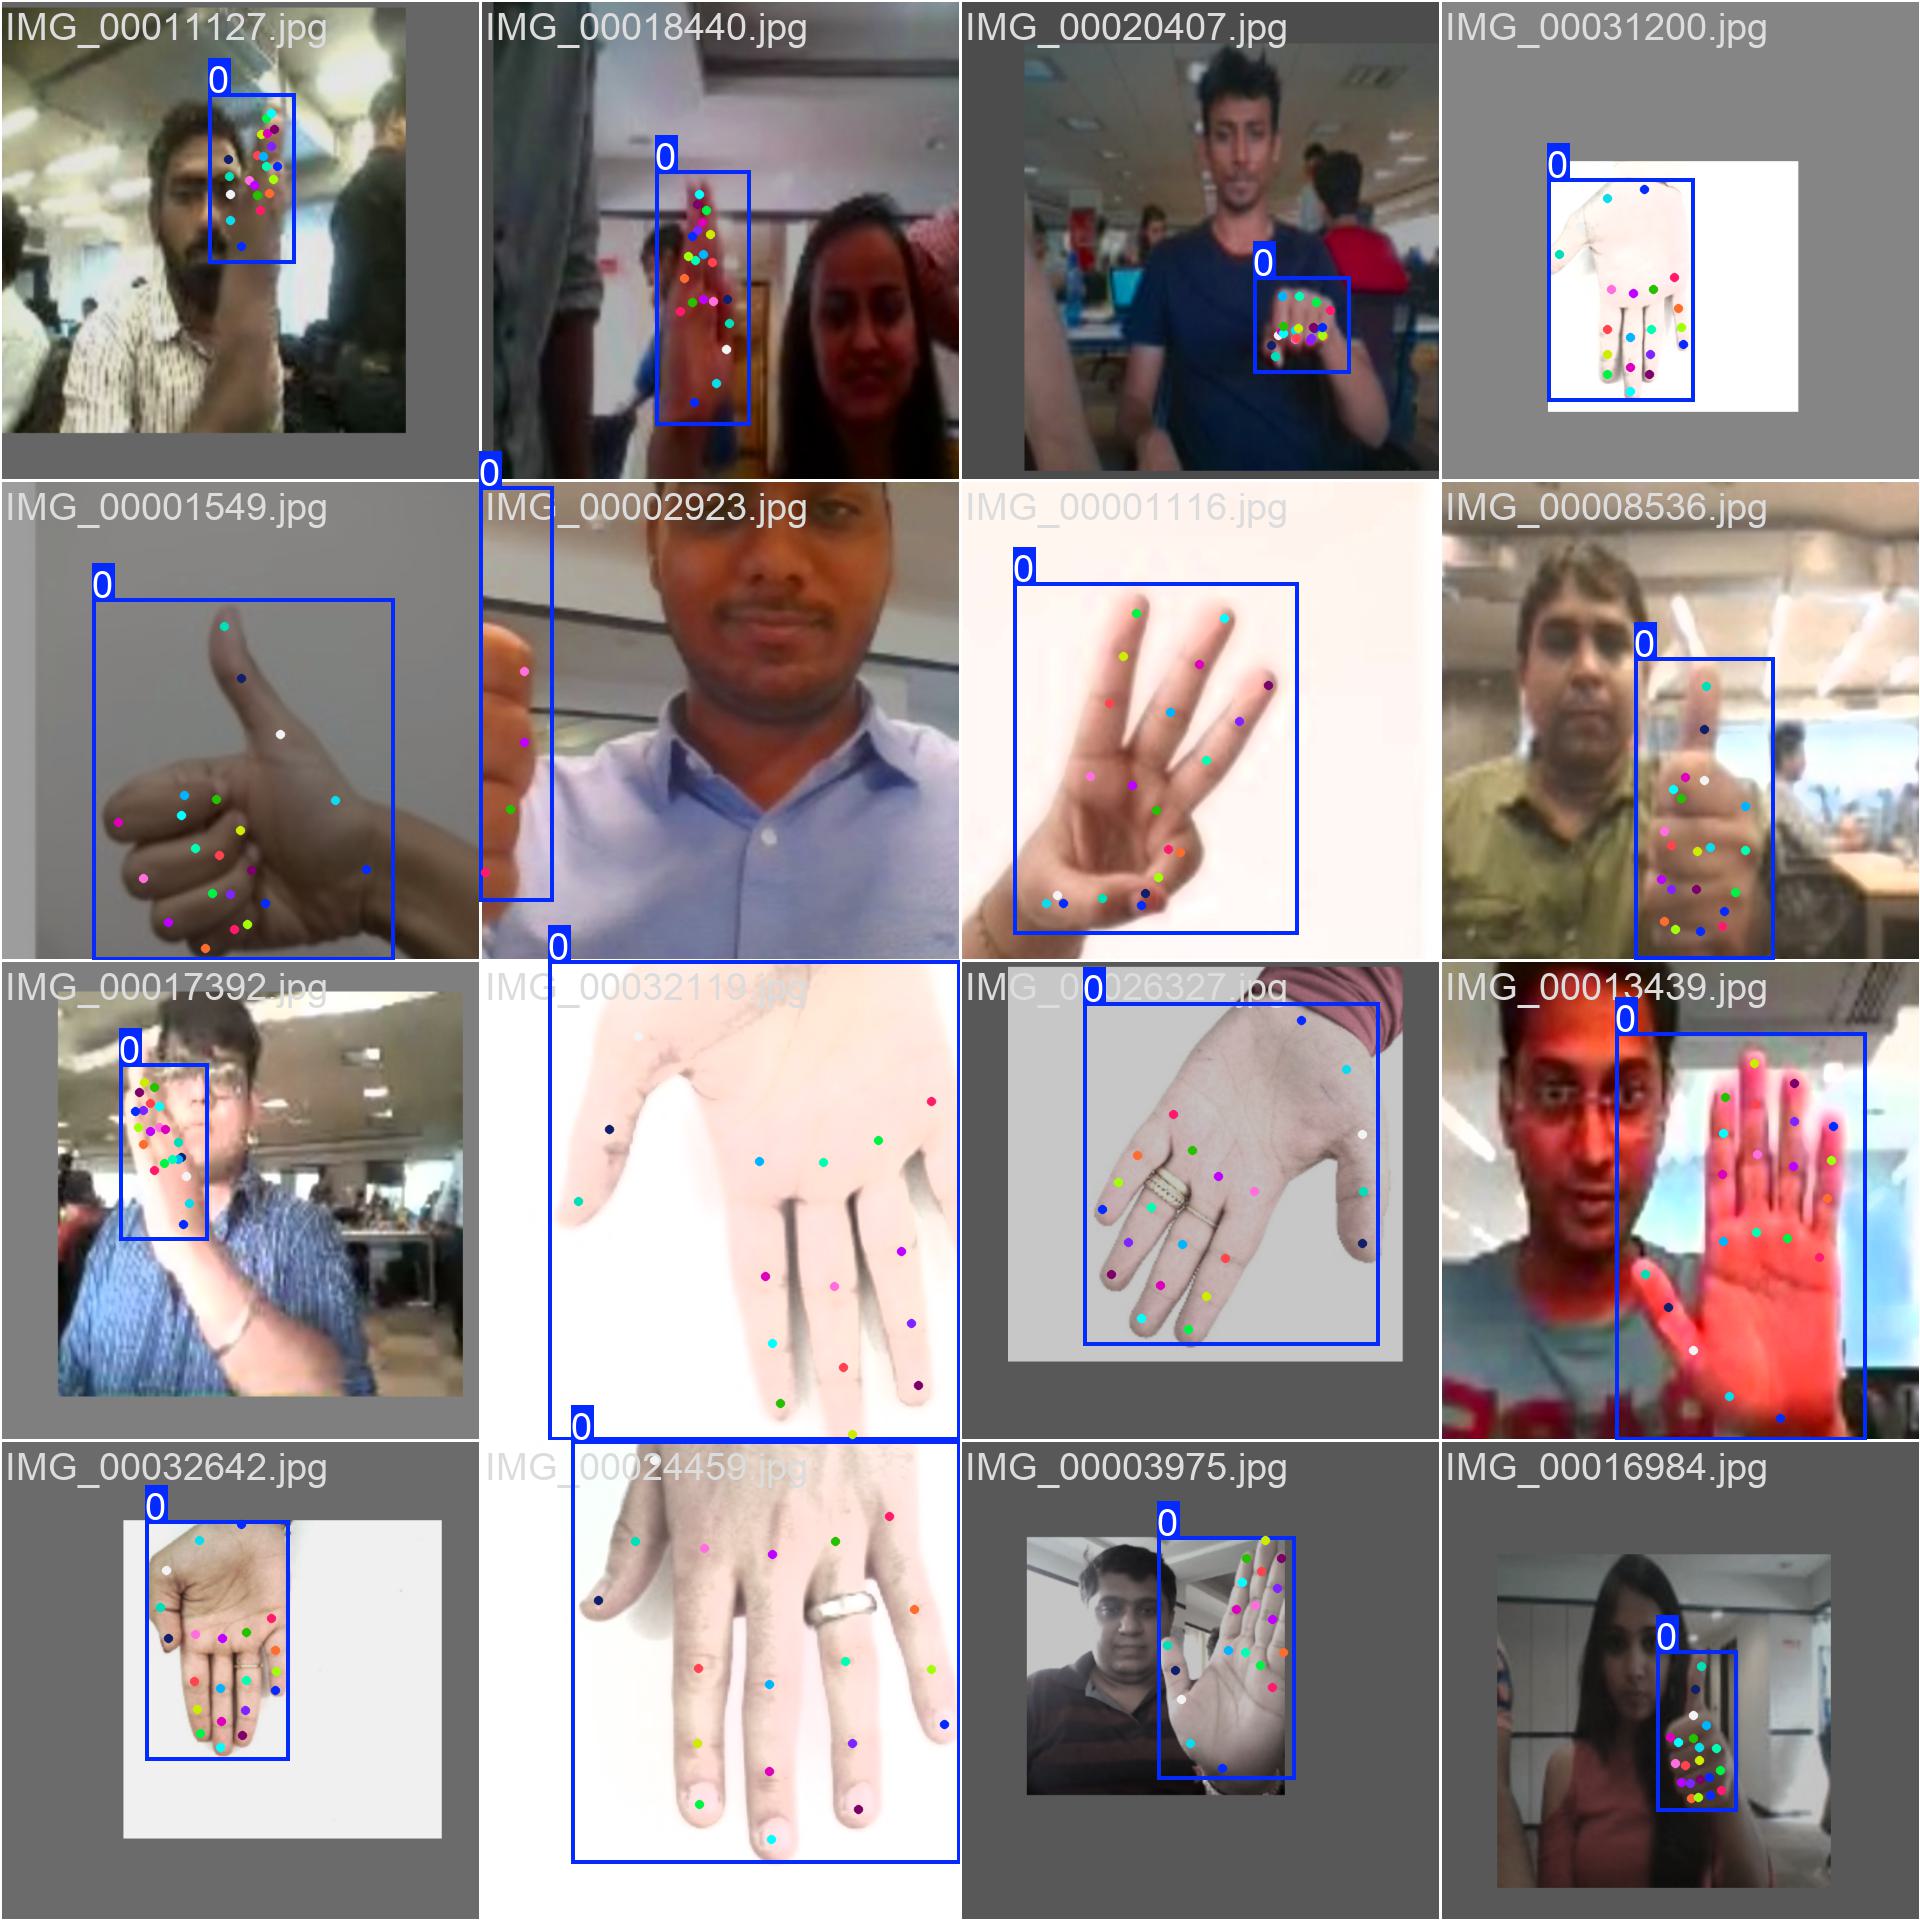 IMG_00011127.jpg
IMG_00018440.jpg
IMG_00020407.jpg
IMG_00031200.jpg
0
0
0
0
IMG_00001549.jpg
IMG_00002923.jpg
IMG_00001116.jpg
IMG_00008536.jpg
0
0
0
0
IMG_00017392.jpg
IMG_00032119.jpg
IMG_00026327.jpg
IMG_00013439.jpg
0
0
0
0
IMG_00032642.jpg
IMG_00024459.jpg
IMG_00003975.jpg
IMG_00016984.jpg
0
0
0
0